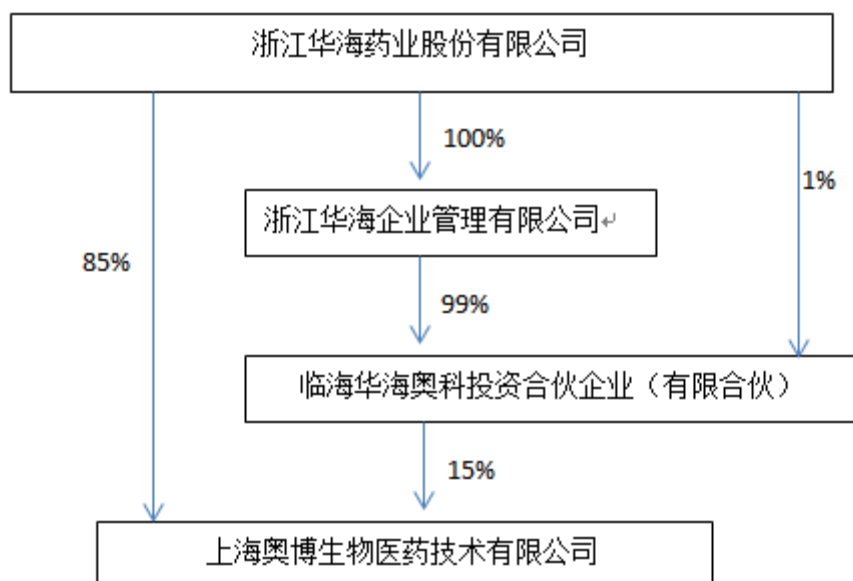 浙江华海药业股份有限公司
100%
1%
浙江华海企业管理有限公司↵
85%
99%
临海华海奥科投资合伙企业（有限合伙）
15%
上海奥博生物医药技术有限公司